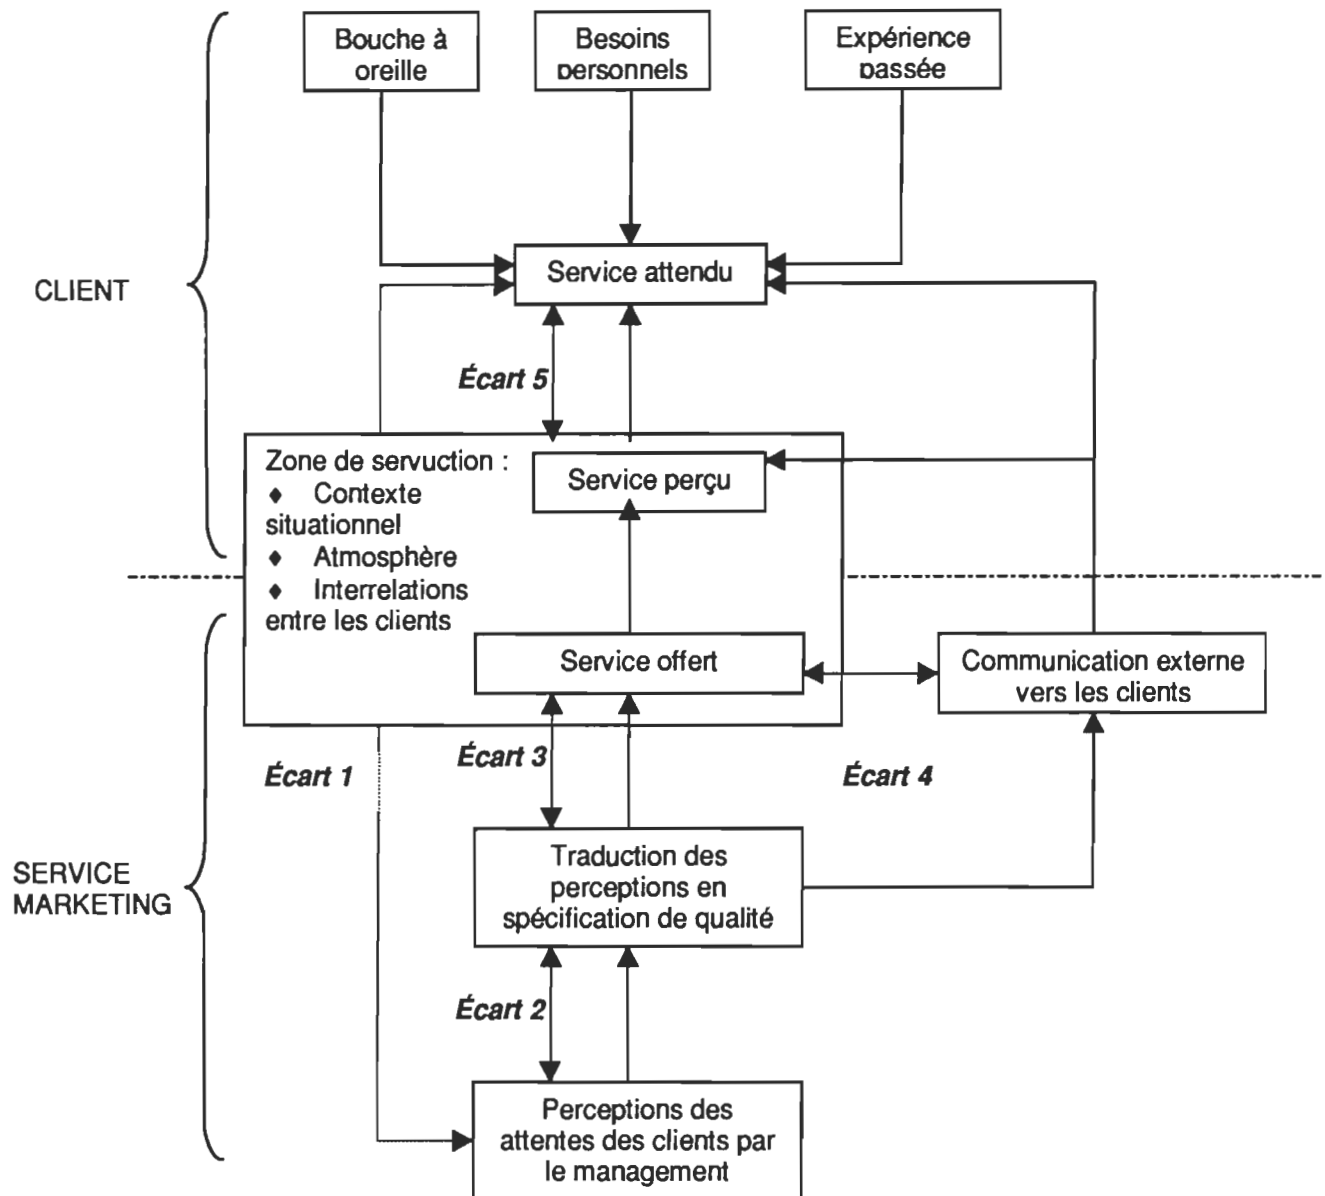 Bouche à
oreille
Besoins
personnels
Expérience
passée
Service attendu
CLIENT
Écart 5
Zone de servuction :
♦ Contexte
situationnel
♦ Atmosphère
♦ Interrelations
entre les clients
Service perçu
Service offert
Communication externe
vers les clients
Écart 1
Écart 3
Écart 4
SERVICE
MARKETING
Traduction des
perceptions en
spécification de qualité
Écart 2
Perceptions des
attentes des clients par
le management